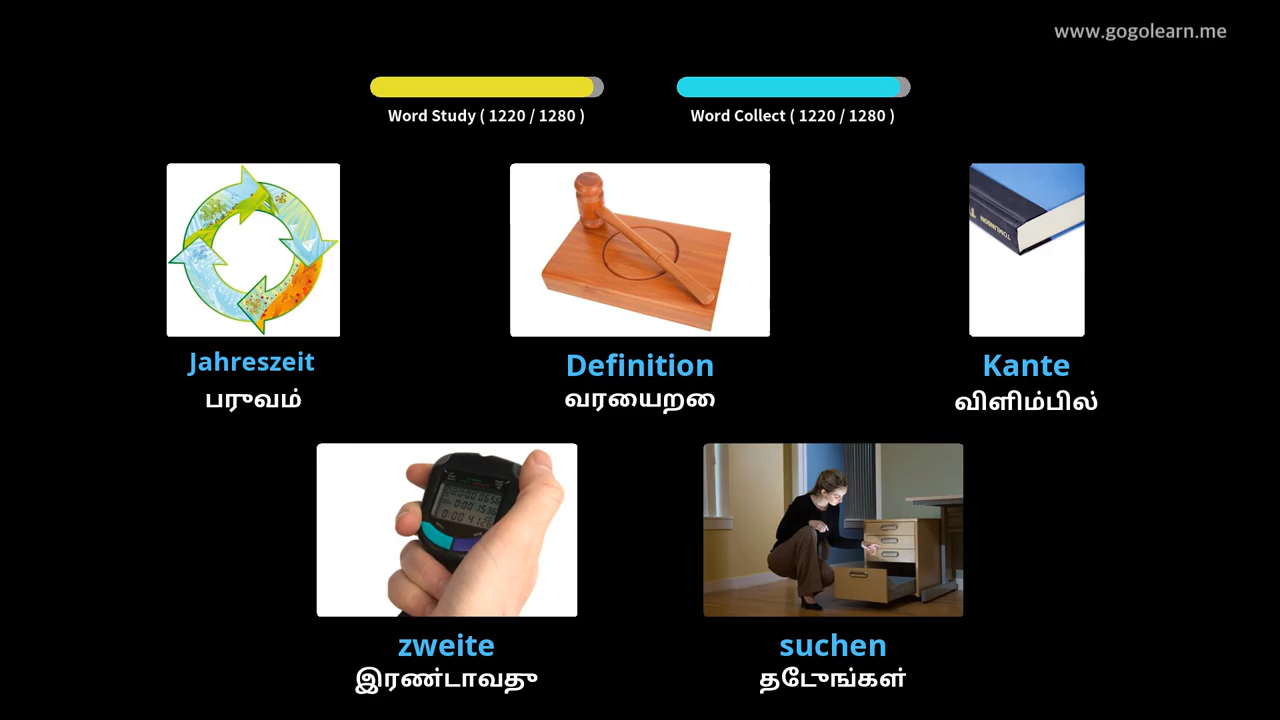 www.gogolearn.me
Word Study ( 1220 / 1280 )
Word Collect ( 1220 / 1280 )
TOMLINSON
Jahreszeit
பருவம்
Definition
வரையறை
Kante
விளிம்பில்
zweite
இரண்டாவது
suchen
தேடுங்கள்